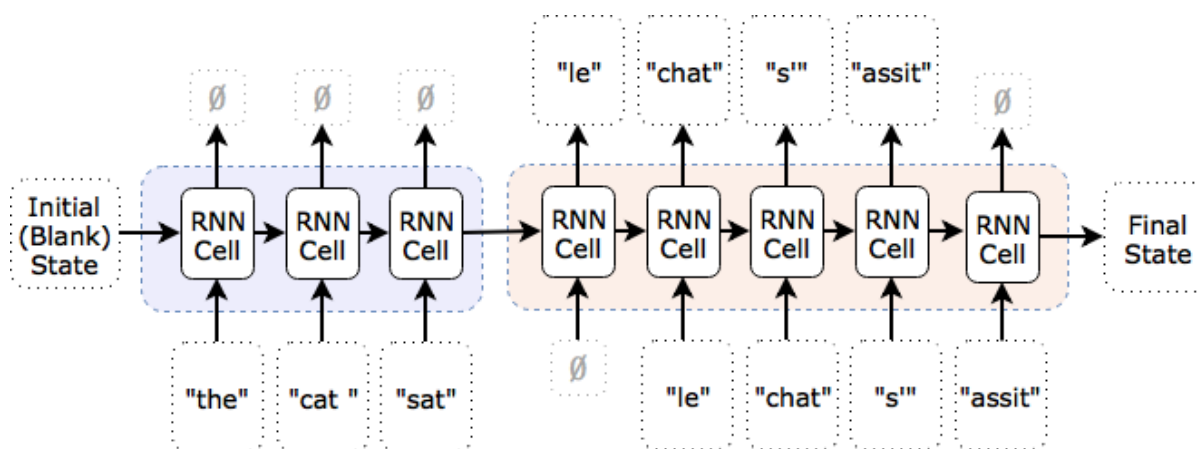 "le" "chat" "s'" "assit"
Ø Ø Ø Ø
Initial
(Blank)
State
RNN
Cell
RNN
Cell
RNN
Cell
RNN
Cell
RNN
Cell
RNN
Cell
RNN
Cell
RNN
Cell
Final
State
Ø
"the" "cat " "sat" "le" "chat" "s'" "assit"